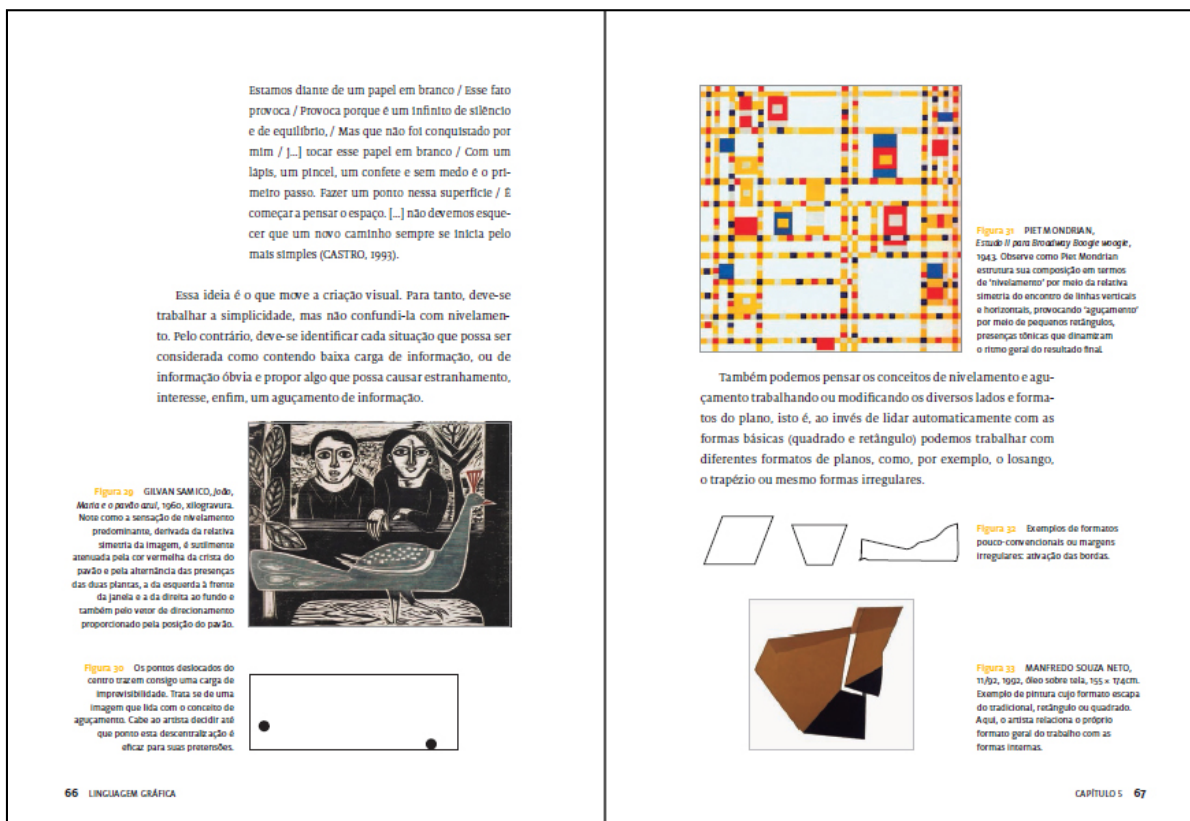 Estamos diante de um papel em branco / Esse fato
provoca / Provoca porque é um infinito de silêncio
e de equilíbrio, / Mas que não foi conquistado por
mim / [...] tocar esse papel em branco / Com um
lápis, um pincel, um confete e sem medo é o pri-
meiro passo. Fazer um ponto nessa superfície / É
começar a pensar o espaço. [...] não devemos esque-
cer que um novo caminho sempre se inicia pelo
mais simples (CASTRO, 1993).
Essa ideia é o que move a criação visual. Para tanto, deve-se
trabalhar a simplicidade, mas não confundi-la com nivelamen-
to. Pelo contrário, deve-se identificar cada situação que possa ser
considerada como contendo baixa carga de informação, ou de
informação óbvia e propor algo que possa causar estranhamento,
interesse, enfim, um aguçamento de informação.
Figura 29 GILVAN SAMICO, João,
Maria e o pavão azul, 1960, xilogravura.
Note como a sensação de nivelamento
predominante, derivada da relativa
simetria da imagem, é sutilmente
atenuada pela cor vermelha da crista do
pavão e pela alternância das presenças
das duas plantas, a da esquerda à frente
da janela e a da direita ao fundo e
também pelo vetor de direcionamento
proporcionado pela posição do pavão.
Figura 30 Os pontos deslocados do
centro trazem consigo uma carga de
imprevisibilidade. Trata se de uma
imagem que lida com o conceito de
aguçamento. Cabe ao artista decidir até
que ponto esta descentralização é
eficaz para suas pretensões.
66 LINGUAGEM GRÁFICA
Figura 31 PIET MONDRIAN,
Estudo II para Broadway Boogie woogie,
1943. Observe como Piet Mondrian
estrutura sua composição em termos
de 'nivelamento' por meio da relativa
simetria do encontro de linhas verticais
e horizontais, provocando 'aguçamento'
por meio de pequenos retângulos,
presenças tônicas que dinamizam
o ritmo geral do resultado final.
Também podemos pensar os conceitos de nivelamento e agu-
çamento trabalhando ou modificando os diversos lados e forma-
tos do plano, isto é, ao invés de lidar automaticamente com as
formas básicas (quadrado e retângulo) podemos trabalhar com
diferentes formatos de planos, como, por exemplo, o losango,
o trapézio ou mesmo formas irregulares.
Figura 32 Exemplos de formatos
pouco-convencionais ou margens
irregulares: ativação das bordas.
Figura 33 MANFREDO SOUZA NETO,
11/92, 1992, óleo sobre tela, 155 × 174cm.
Exemplo de pintura cujo formato escapa
do tradicional, retângulo ou quadrado.
Aqui, o artista relaciona o próprio
formato geral do trabalho com as
formas internas.
CAPÍTULO 5 67